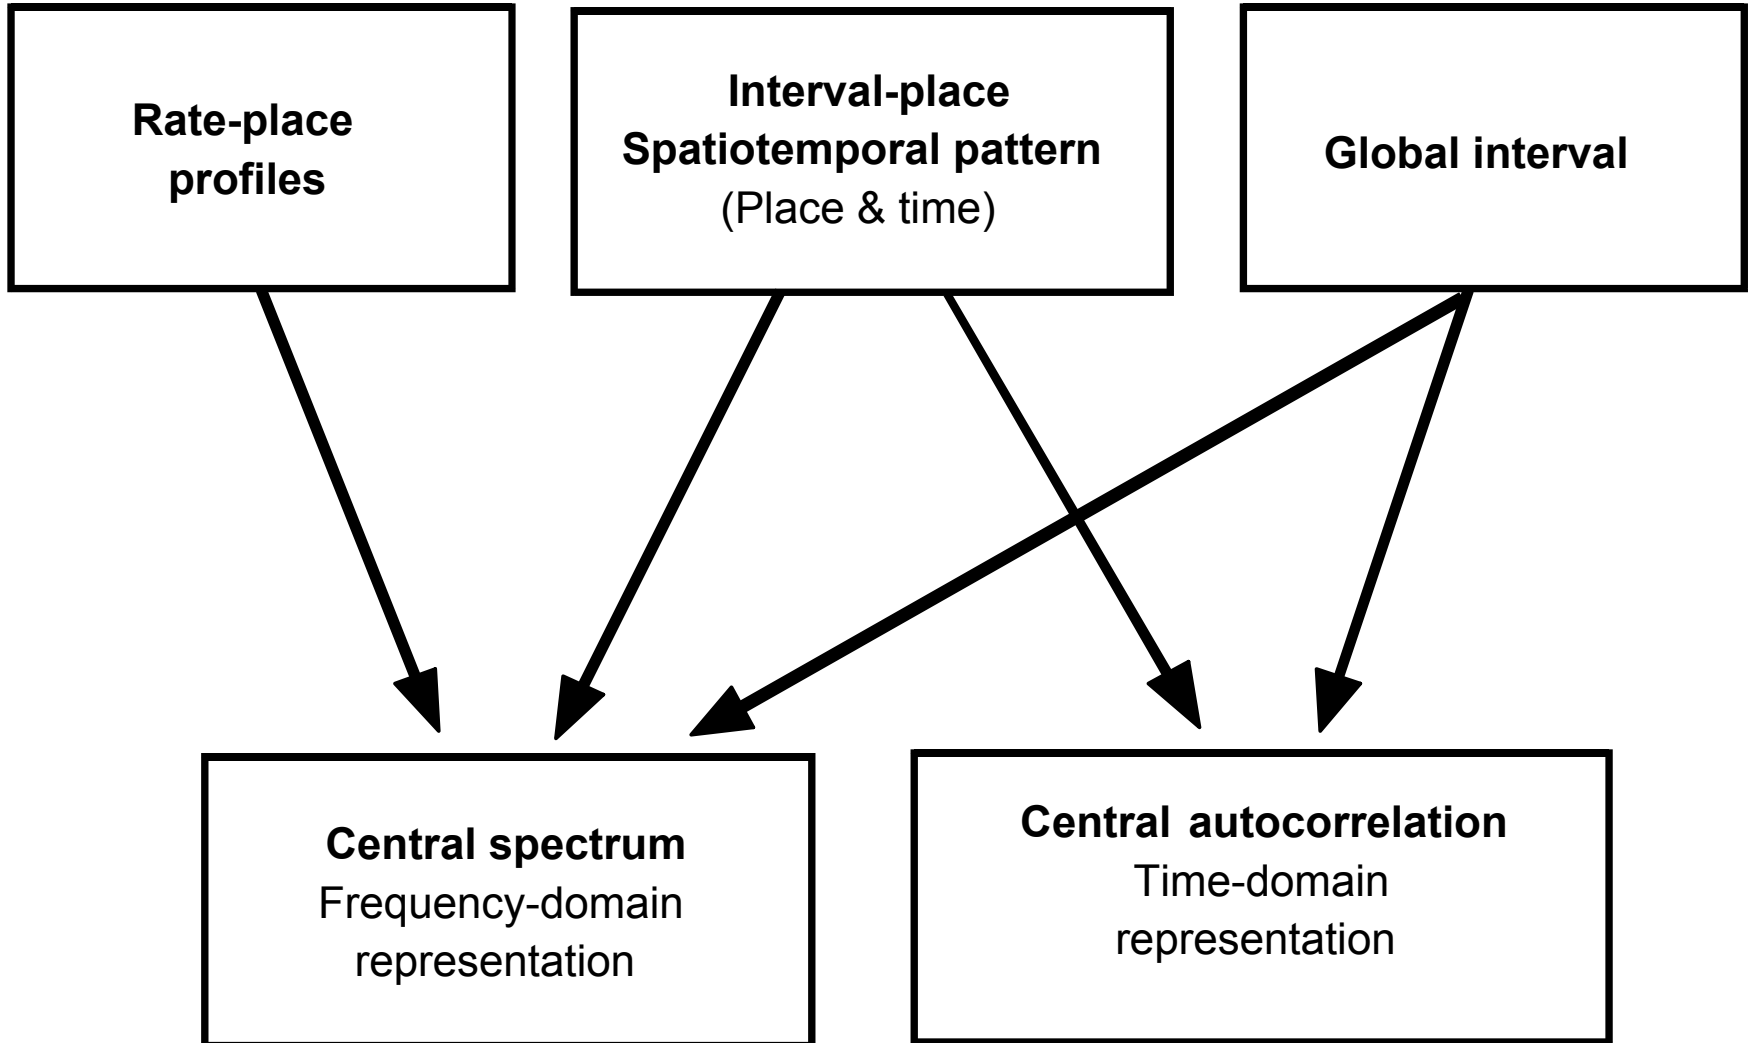 Rate-place
profiles
Interval-place
Spatiotemporal pattern
(Place & time)
Global interval
Central spectrum
Frequency-domain
representation
Central autocorrelation
Time-domain
representation